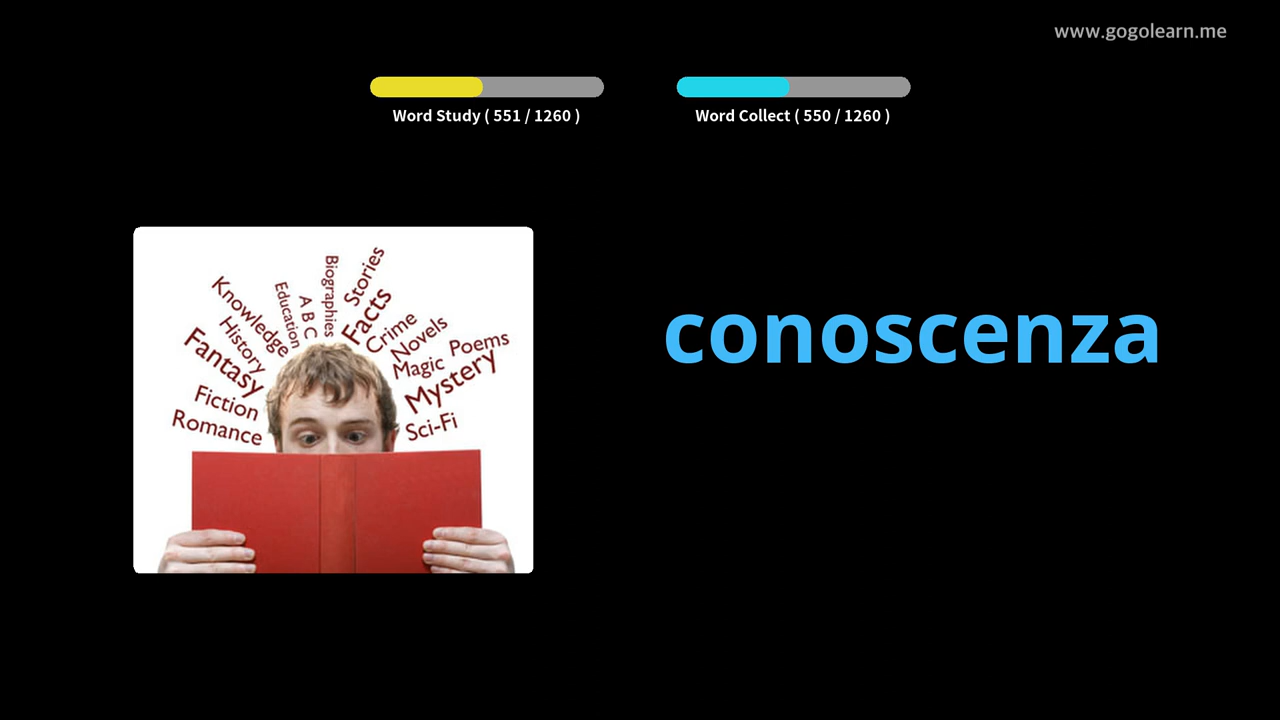 www.gogolearn.me
Word Study ( 551 / 1260 )
Word Collect ( 550 / 1260 )
conoscenza
Knowledge
History
Fantasy
Fiction
Romance
Education
A B C
Biographies
Stories
Facts
Crime
Novels
Magic
Poems
Mystery
Sci-Fi